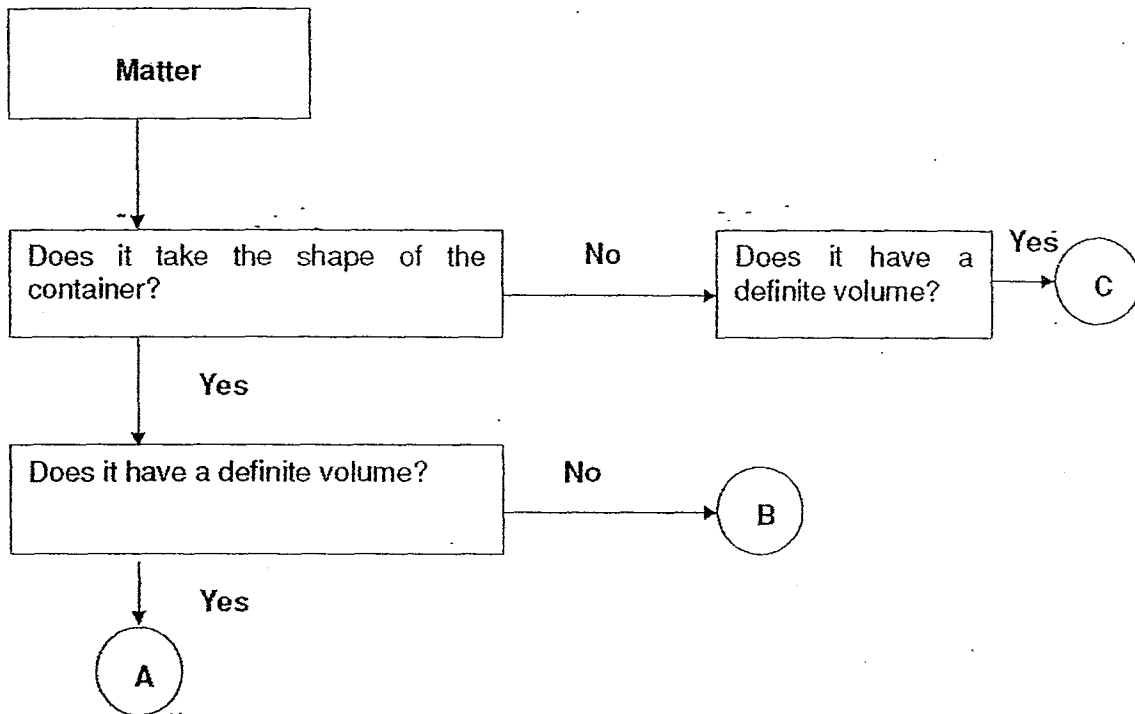 Matter
Does it take the shape of the
container?
No
Does it have a
definite volume?
Yes
C
Yes
Does it have a definite volume?
No
B
Yes
A